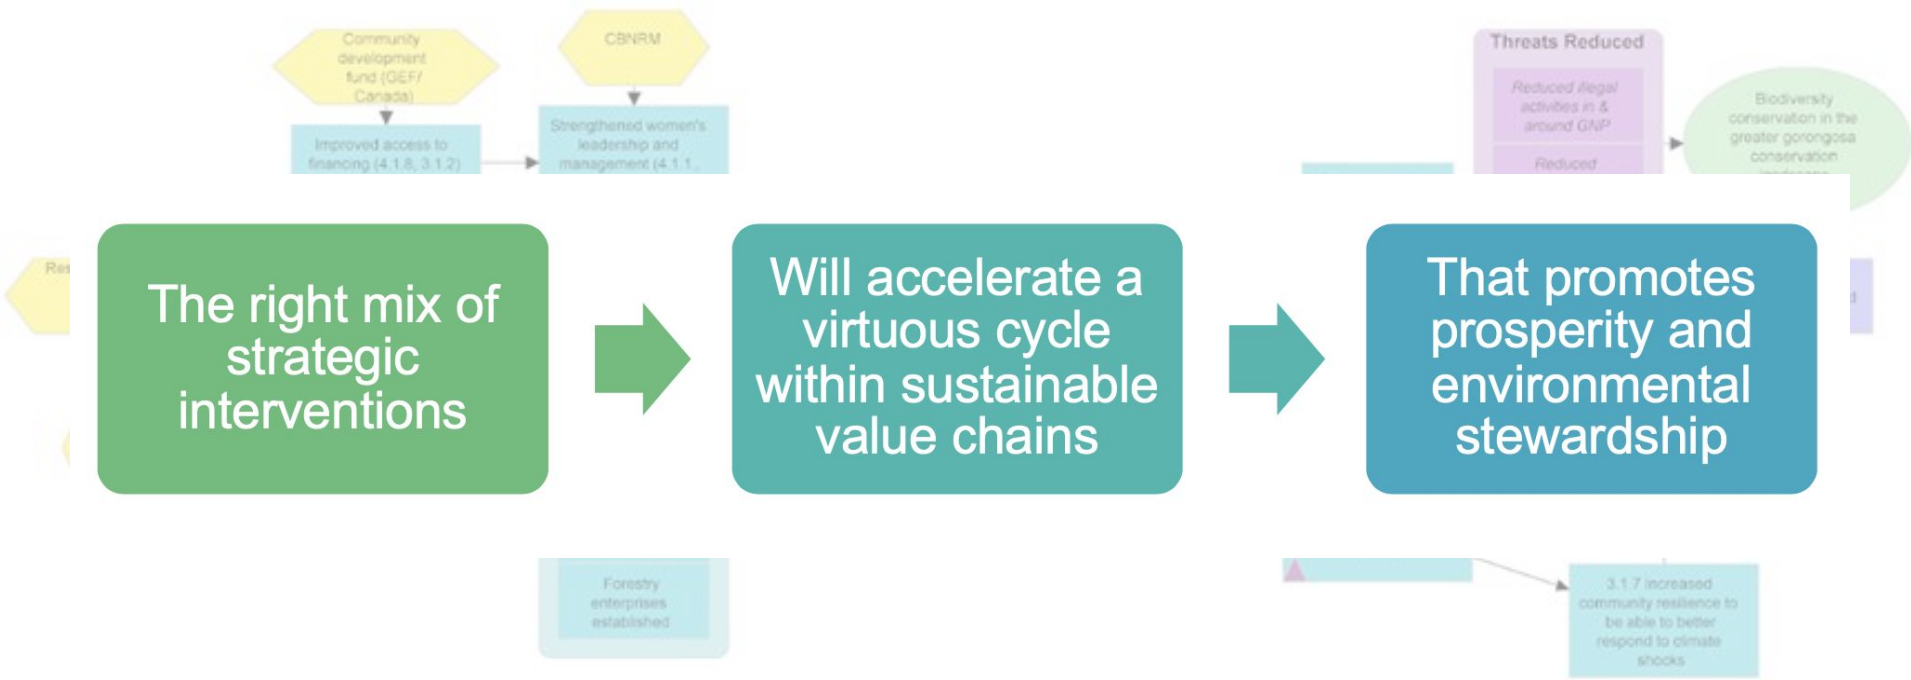 Community
development
fund (GEF/
Canada)
CBNRM
Improved access to
financing (4.1.8, 3.1.2)
Strengthened women's
leadership and
management (4.1.1.,
Threats Reduced
Reduced illegal
activities in &
around GNP
Reduced
Biodiversity
conservation in the
greater gorongosa
conservation
landscape
Res
The right mix of
strategic
interventions
Will accelerate a
virtuous cycle
within sustainable
value chains
That promotes
prosperity and
environmental
stewardship
d
Forestry
enterprises
established
3.1.7 Increased
community resilience to
be able to better
respond to climate
shocks